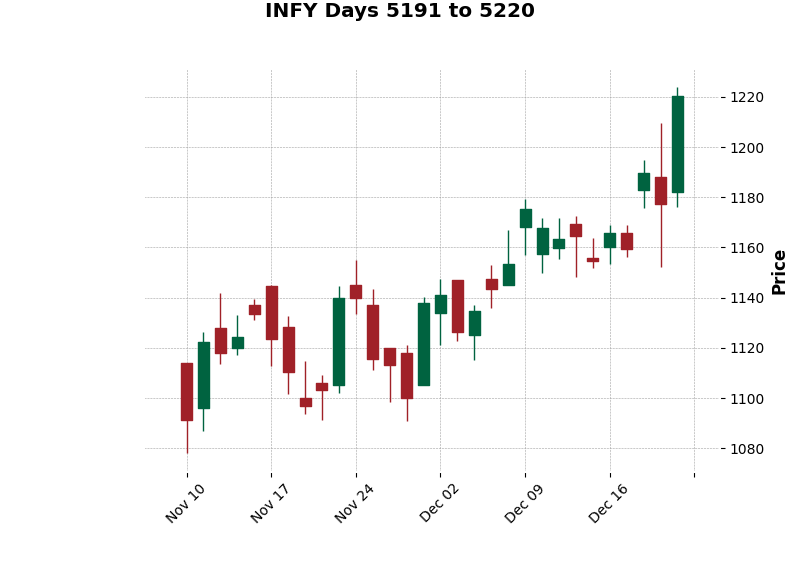 INFY Days 5191 to 5220
1220
1200
1180
1160
1140
1120
1100
1080
Price
Nov 10
Nov 17
Nov 24
Dec 02
Dec 09
Dec 16